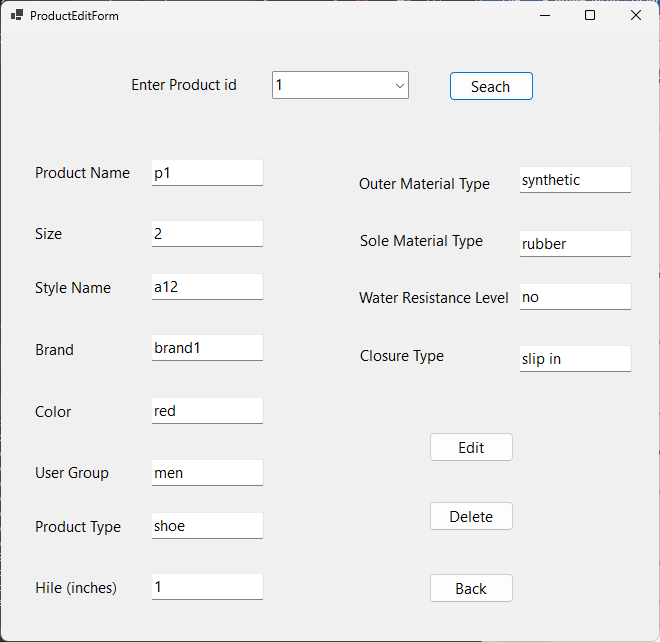 ProductEditForm
Enter Product id 1 Seach
Product Name p1
Outer Material Type synthetic
Size 2
Sole Material Type rubber
Style Name a12
Water Resistance Level no
Brand brand1
Closure Type slip in
Color red
Edit
User Group men
Delete
Product Type shoe
Hile (inches) 1
Back